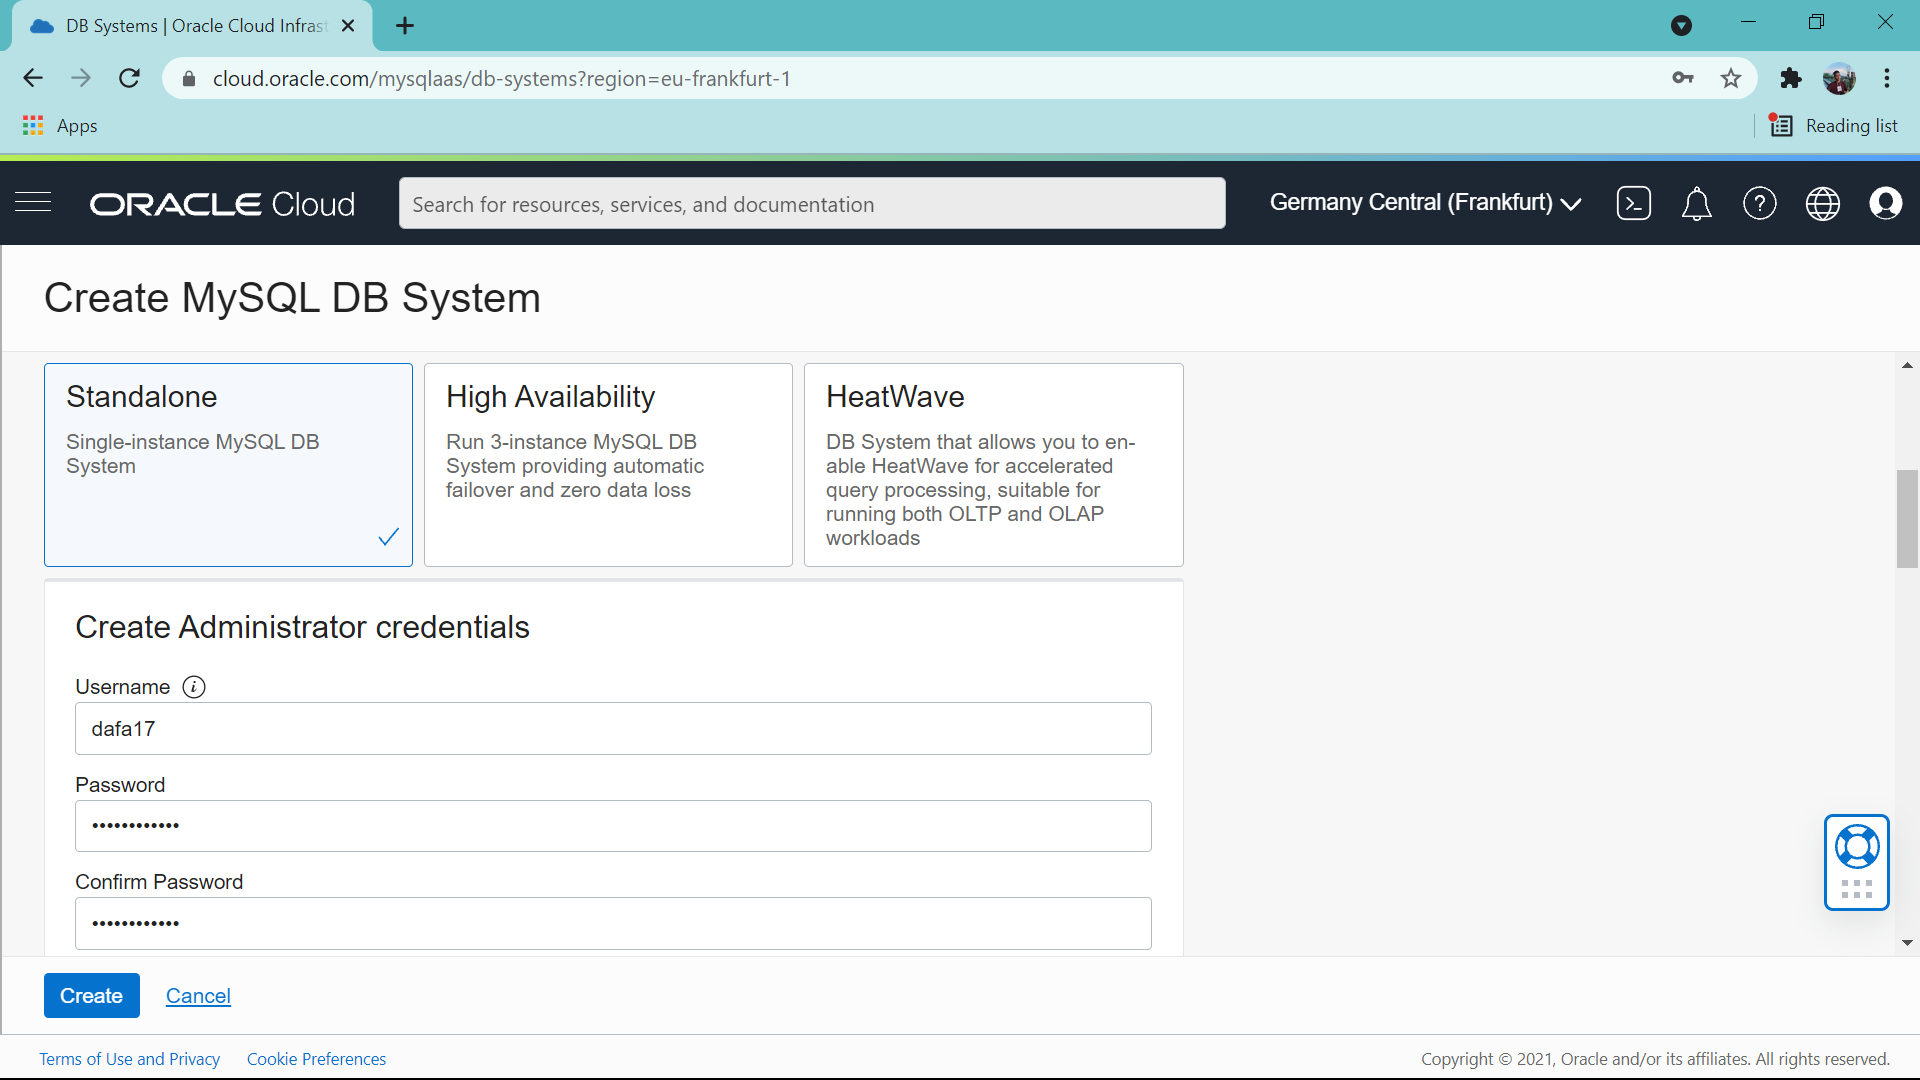 DB Systems | Oracle Cloud Infrast
cloud.oracle.com/mysqlaas/db-systems?region=eu-frankfurt-1
Apps
Reading list
ORACLE Cloud
Search for resources, services, and documentation
Germany Central (Frankfurt)
Create MySQL DB System
Standalone
Single-instance MySQL DB
System
High Availability
Run 3-instance MySQL DB
System providing automatic
failover and zero data loss
HeatWave
DB System that allows you to en-
able HeatWave for accelerated
query processing, suitable for
running both OLTP and OLAP
workloads
Create Administrator credentials
Username
dafa17
Password
••••••••••••
Confirm Password
••••••••••••
Create
Cancel
Terms of Use and Privacy
Cookie Preferences
Copyright © 2021, Oracle and/or its affiliates. All rights reserved.